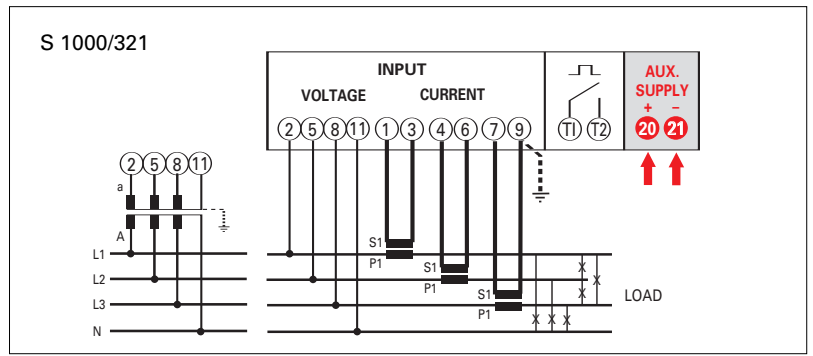 S 1000/321
INPUT
VOLTAGE CURRENT
AUX.
SUPPLY
+ −
2 5 8 11 1 3 4 6 7 9 T1 T2 20 21
2 5 8 11
a
A
S1
L1
P1
S1
L2
P1
S1
LOAD
L3
P1
N